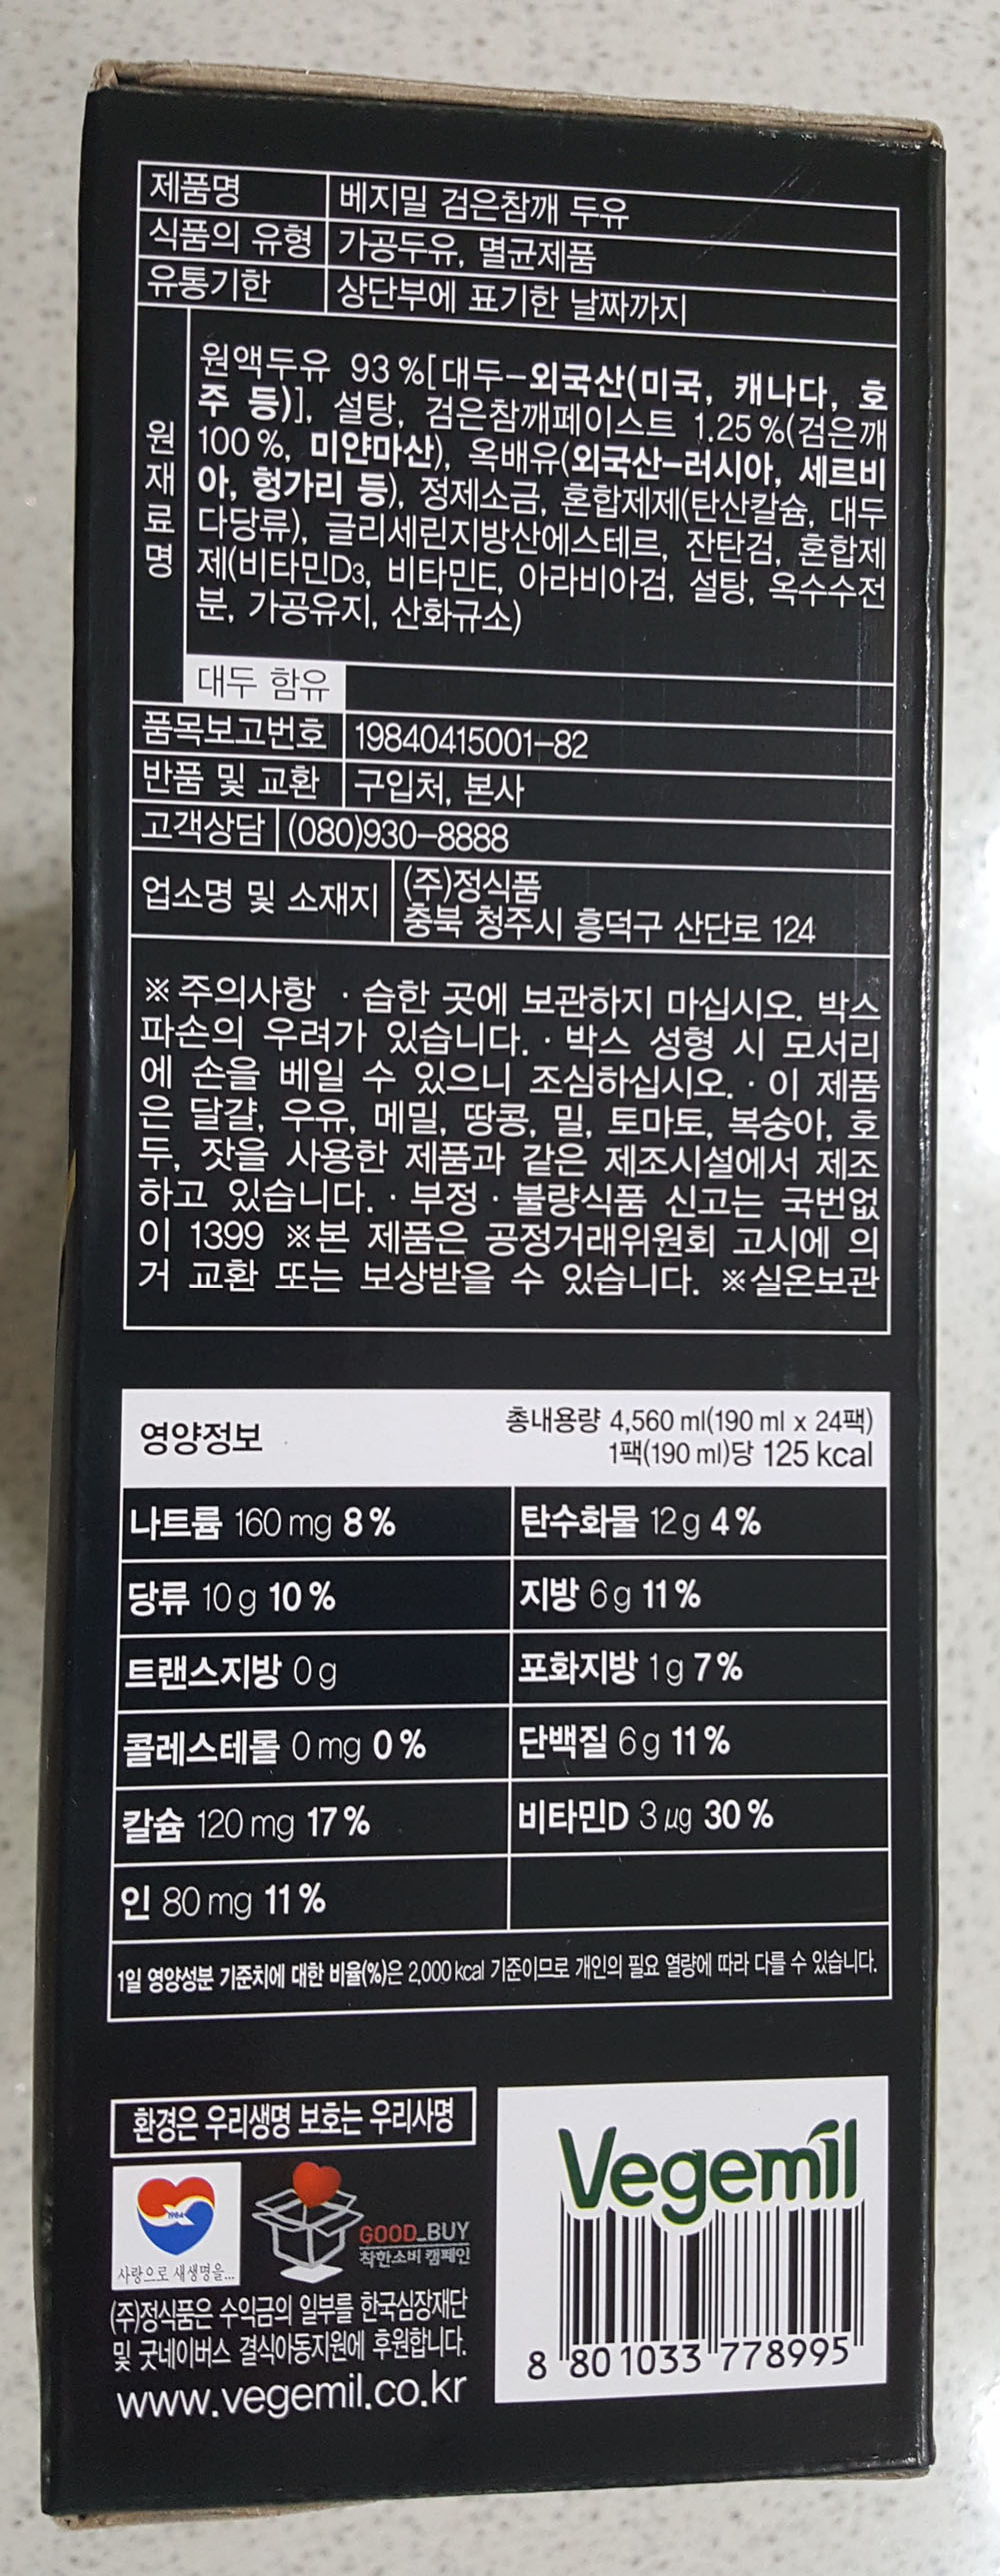 제품명 베지밀 검은참깨 두유
식품의 유형 가공두유, 멸균제품
유통기한 상단부에 표기한 날짜까지
원재료명
원액두유 93 %[대두-외국산(미국, 캐나다, 호
주 등)], 설탕, 검은참깨페이스트 1.25 %(검은깨
100 %, 미얀마산), 옥배유(외국산-러시아, 세르비
아, 헝가리 등), 정제소금, 혼합제제(탄산칼슘, 대두
다당류), 글리세린지방산에스테르, 잔탄검, 혼합제
제(비타민D3, 비타민E, 아라비아검, 설탕, 옥수수전
분, 가공유지, 산화규소)
대두 함유
품목보고번호 19840415001-82
반품 및 교환 구입처, 본사
고객상담 (080)930-8888
업소명 및 소재지 (주)정식품
충북 청주시 흥덕구 산단로 124
※ 주의사항 · 습한 곳에 보관하지 마십시오. 박스
파손의 우려가 있습니다. · 박스 성형 시 모서리
에 손을 베일 수 있으니 조심하십시오. · 이 제품
은 달걀, 우유, 메밀, 땅콩, 밀, 토마토, 복숭아, 호
두, 잣을 사용한 제품과 같은 제조시설에서 제조
하고 있습니다. · 부정 · 불량식품 신고는 국번없
이 1399 ※본 제품은 공정거래위원회 고시에 의
거 교환 또는 보상받을 수 있습니다. ※실온보관
영양정보
총내용량 4,560 ml(190 ml x 24팩)
1팩(190 ml)당 125 kcal
나트륨 160 mg 8 % 탄수화물 12 g 4 %
당류 10 g 10 % 지방 6 g 11 %
트랜스지방 0 g 포화지방 1 g 7 %
콜레스테롤 0 mg 0 % 단백질 6 g 11 %
칼슘 120 mg 17 % 비타민D 3 μg 30 %
인 80 mg 11 %
1일 영양성분 기준치에 대한 비율(%)은 2,000 kcal 기준이므로 개인의 필요 열량에 따라 다를 수 있습니다.
환경은 우리생명 보호는 우리사명
1984
사랑으로 새생명을...
GOOD_BUY
착한소비 캠페인
(주)정식품은 수익금의 일부를 한국심장재단
및 굿네이버스 결식아동지원에 후원합니다.
www.vegemil.co.kr
Vegemil
8 801033 778995